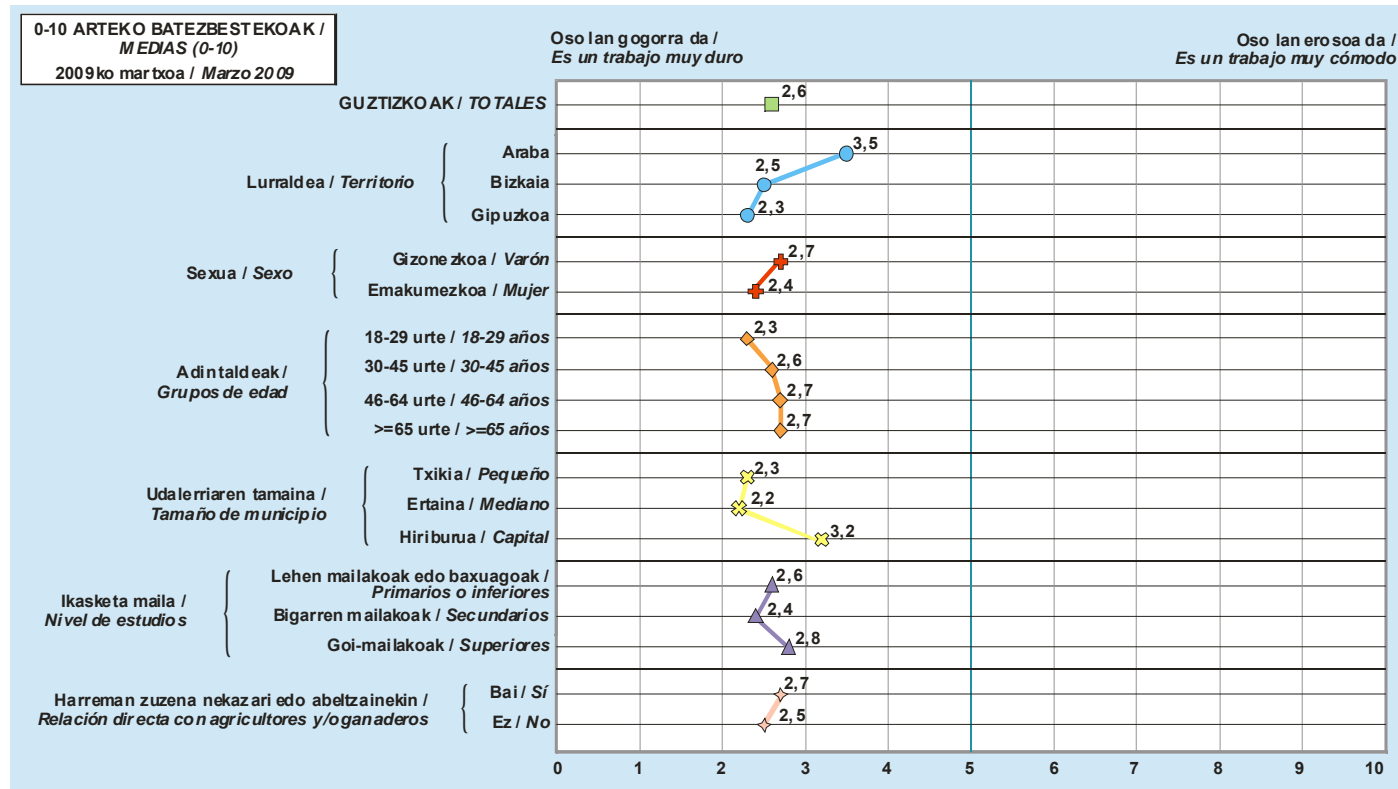 0-10 ARTEKO BATEZBESTEKOAK /
MEDIAS (0-10)
2009ko martxoa / Marzo 2009
Oso lan gogorra da /
Es un trabajo muy duro
Oso lan erosoa da /
Es un trabajo muy cómodo
GUZTIZKOAK / TOTALES
2,6
Lurraldea / Territorio
Araba
3,5
Bizkaia
2,5
Gipuzkoa
2,3
Sexua / Sexo
Gizonezkoa / Varón
2,7
Emakumezkoa / Mujer
2,4
Adintaldeak /
Grupos de edad
18-29 urte / 18-29 años
2,3
30-45 urte / 30-45 años
2,6
46-64 urte / 46-64 años
2,7
>=65 urte / >=65 años
2,7
Udalerriaren tamaina /
Tamaño de municipio
Txikia / Pequeño
2,3
Ertaina / Mediano
2,2
Hiriburua / Capital
3,2
Ikasketa maila /
Nivel de estudios
Lehen mailakoak edo baxuagoak /
Primarios o inferiores
2,6
Bigarren mailakoak / Secundarios
2,4
Goi-mailakoak / Superiores
2,8
Harreman zuzena nekazari edo abeltzainekin /
Relación directa con agricultores y/o ganaderos
Bai / Sí
2,7
Ez / No
2,5
0 1 2 3 4 5 6 7 8 9 10